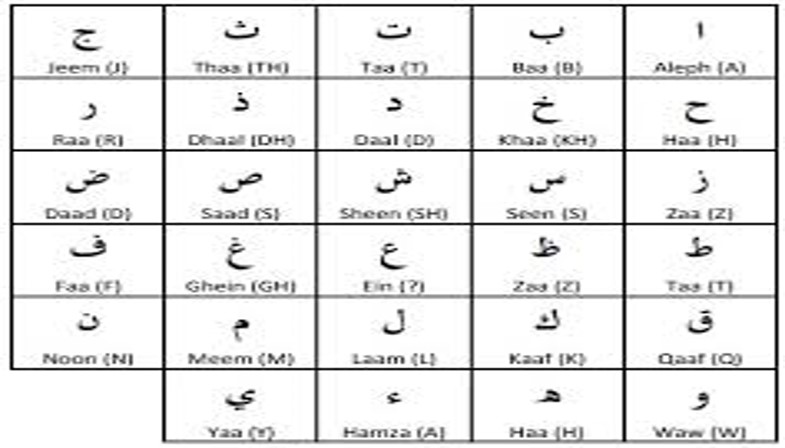 ا ب ت ث ج
Aleph (A) Baa (B) Taa (T) Thaa (TH) Jeem (J)
ح خ د ذ ر
Haa (H) Khaa (KH) Daal (D) Dhaal (DH) Raa (R)
ز س ش ص ض
Zaa (Z) Seen (S) Sheen (SH) Saad (S) Daad (D)
ط ظ ع غ ف
Taa (T) Zaa (Z) Ein (?) Ghein (GH) Faa (F)
ق ك ل م ن
Qaaf (Q) Kaaf (K) Laam (L) Meem (M) Noon (N)
و هـ ء ي
Waw (W) Haa (H) Hamza (A) Yaa (Y)